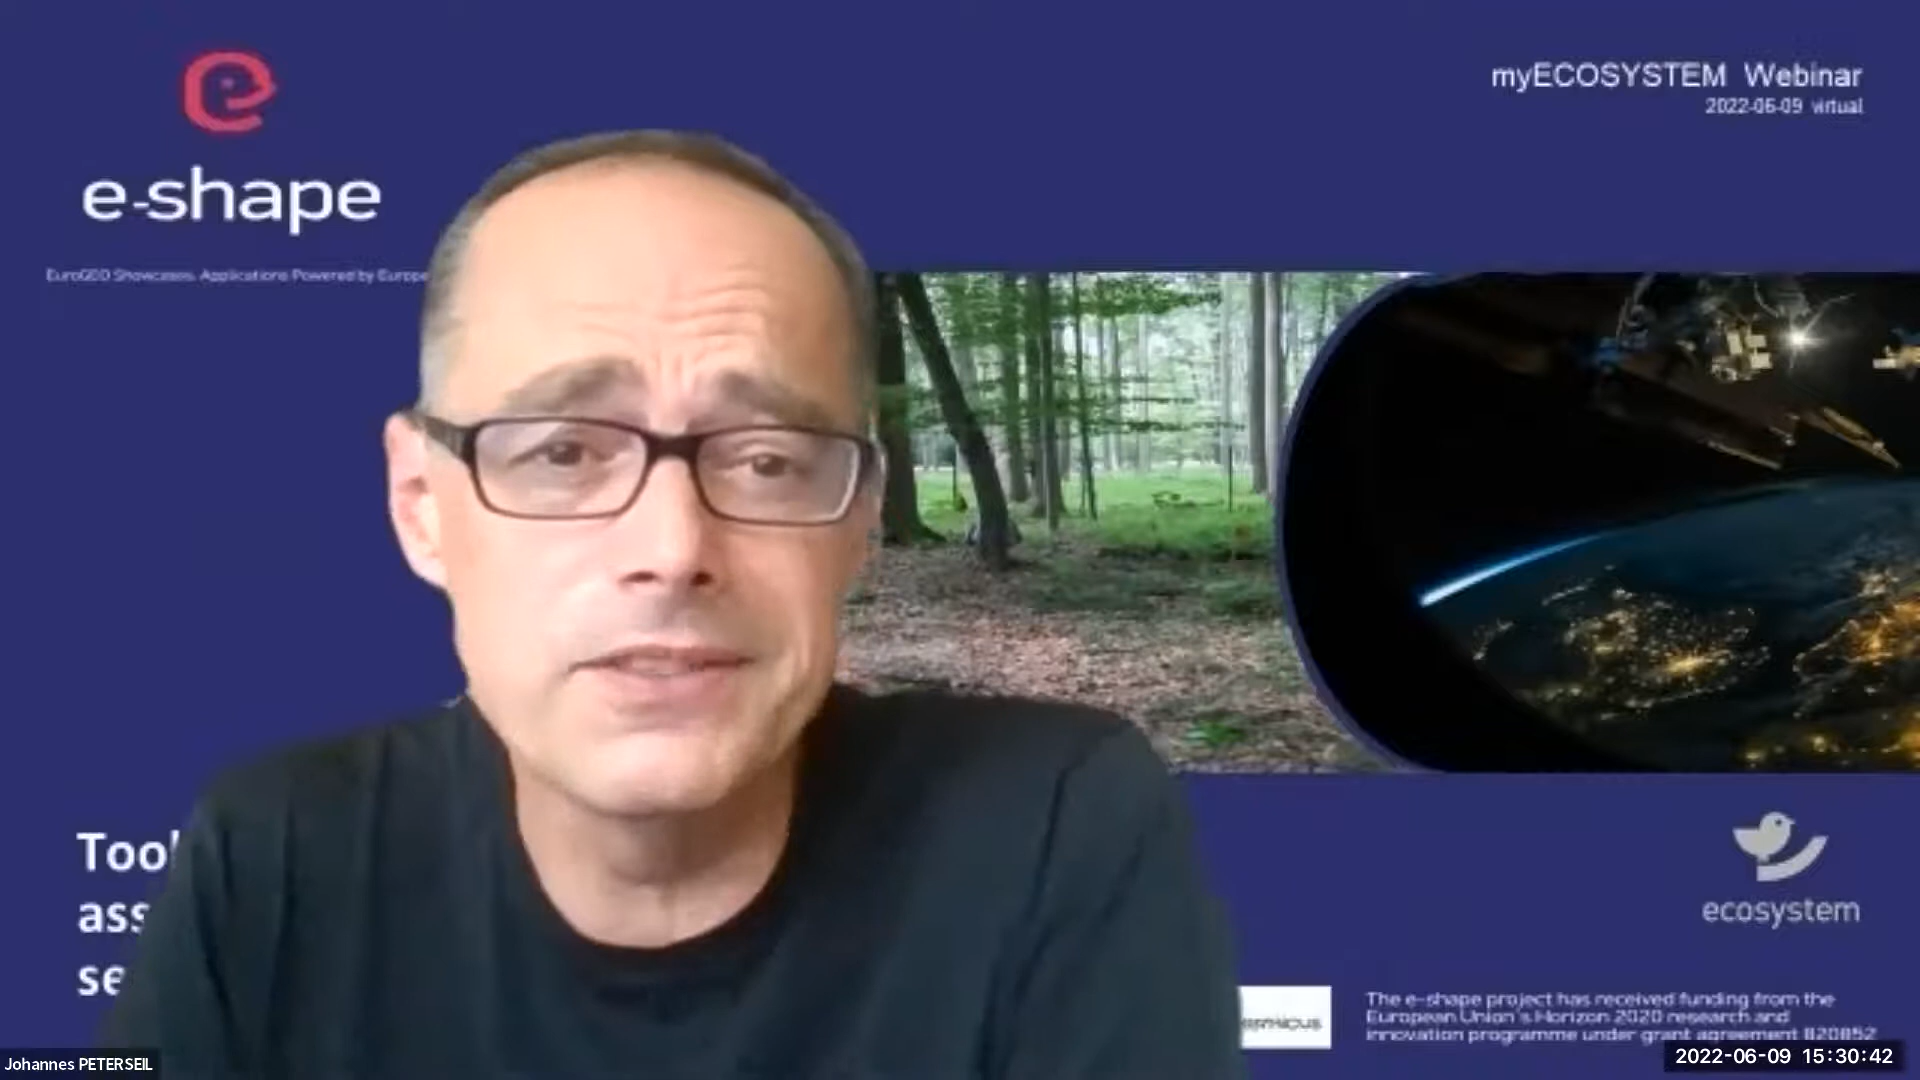 e-shape
myECOSYSTEM Webinar
2022-06-09 virtual
EuroGEO Showcases: Applications Powered by Europe
Tool
ass
se
ecosystem
The e-shape project has received funding from the
European Union's Horizon 2020 research and
innovation programme under grant agreement 820852
Johannes PETERSEIL
2022-06-09 15:30:42